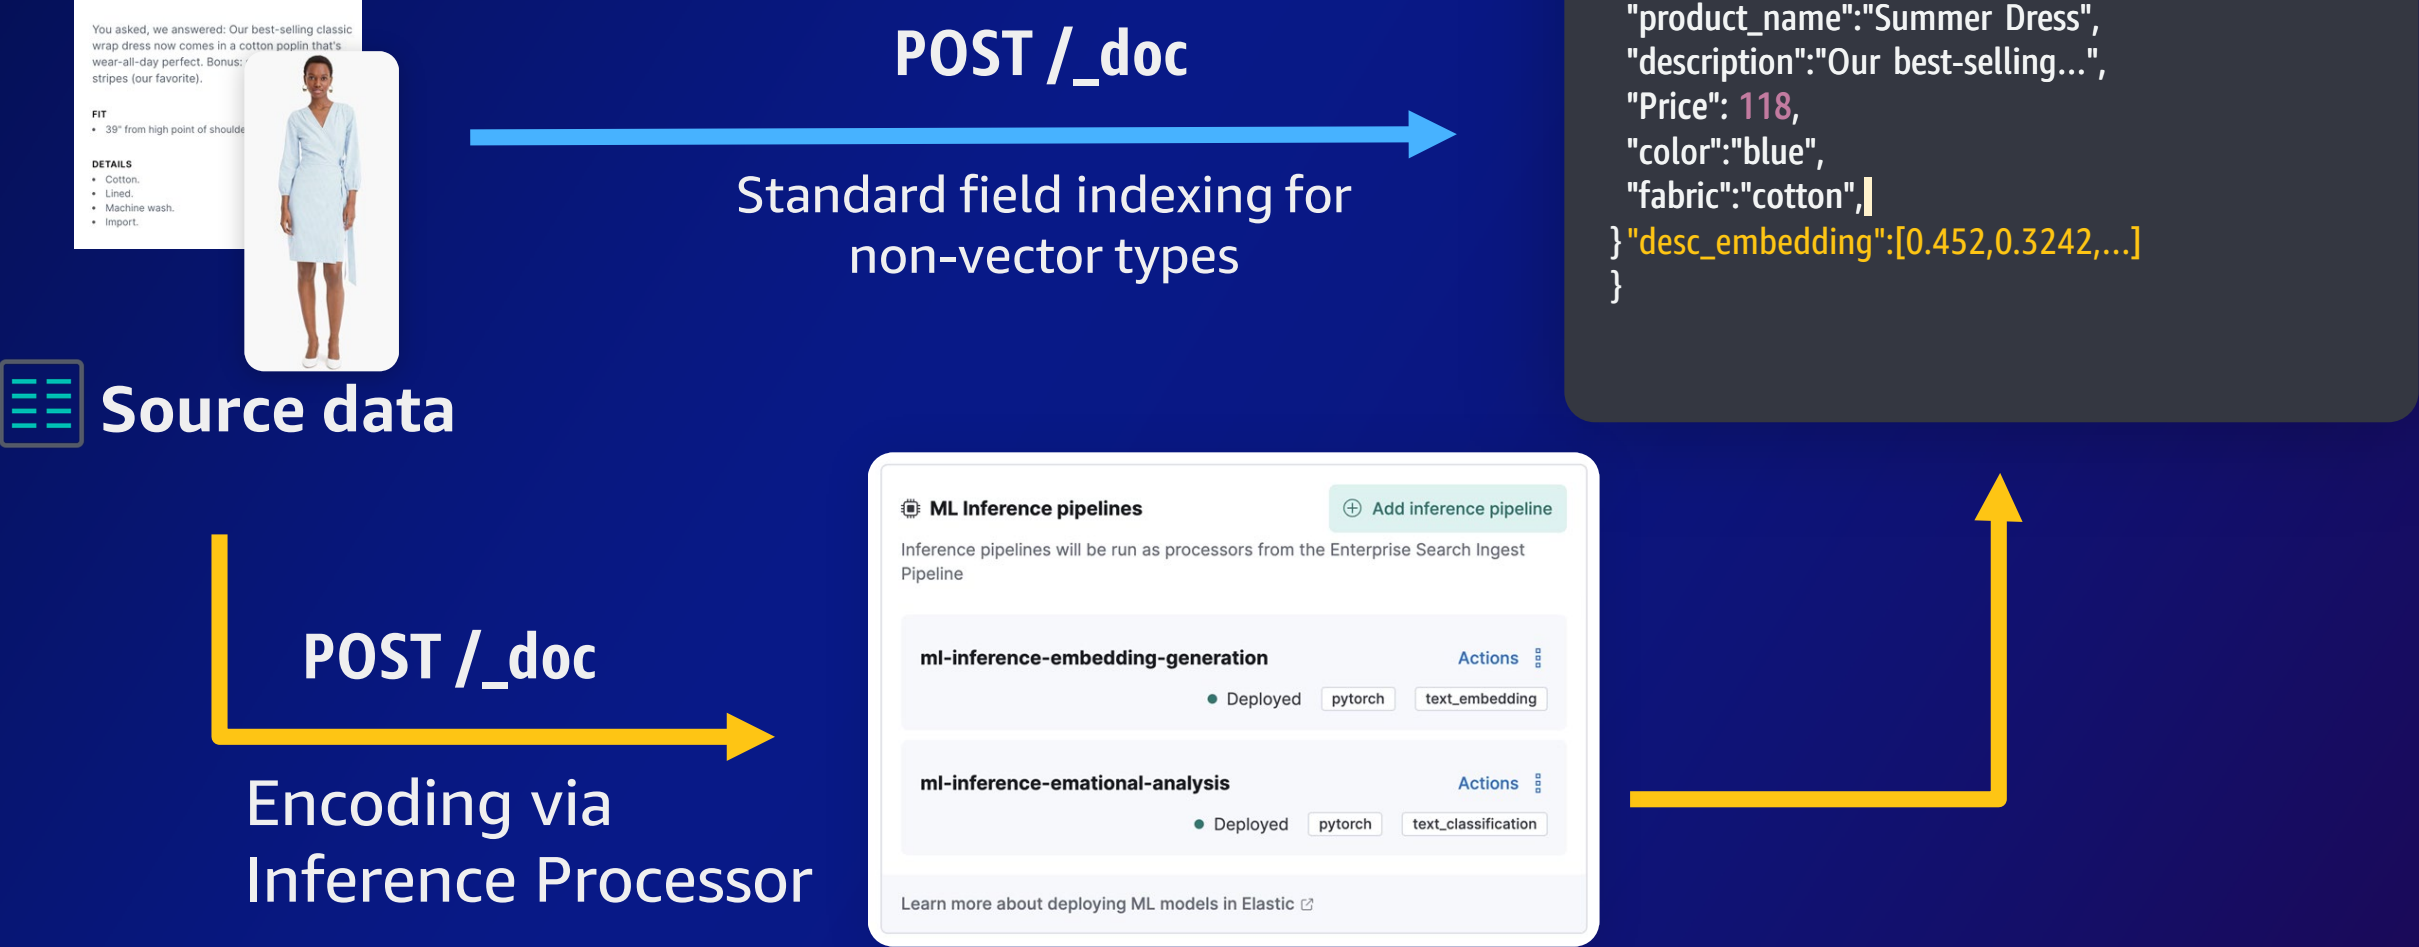 You asked, we answered: Our best-selling classic
wrap dress now comes in a cotton poplin that's
wear-all-day perfect. Bonus:
stripes (our favorite).
FIT
• 39" from high point of shoulde
DETAILS
• Cotton.
• Lined.
• Machine wash.
• Import.
Source data
POST /_doc
Standard field indexing for
non-vector types
"product_name":"Summer Dress",
"description":"Our best-selling...",
"Price": 118,
"color":"blue",
"fabric":"cotton",
}"desc_embedding":[0.452,0.3242,...]
}
POST /_doc
Encoding via
Inference Processor
ML Inference pipelines
Add inference pipeline
Inference pipelines will be run as processors from the Enterprise Search Ingest
Pipeline
ml-inference-embedding-generation Actions
Deployed pytorch text_embedding
ml-inference-emational-analysis Actions
Deployed pytorch text_classification
Learn more about deploying ML models in Elastic